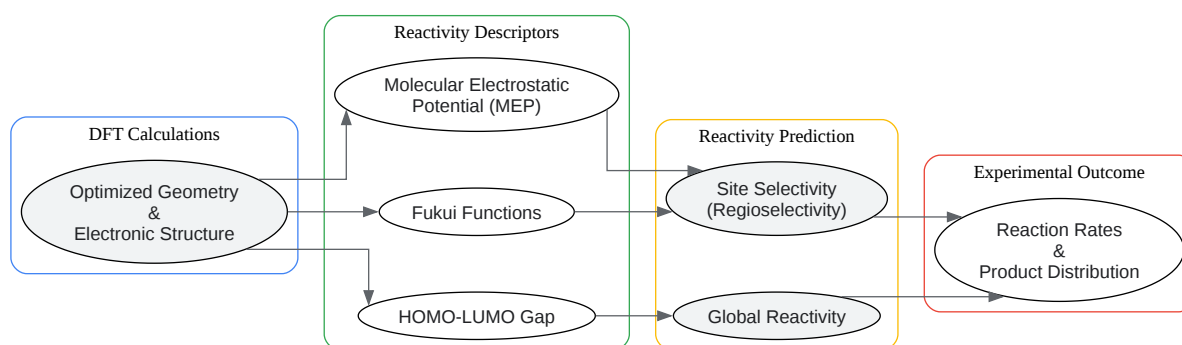 DFT Calculations
Optimized Geometry
&
Electronic Structure
Reactivity Descriptors
Molecular Electrostatic
Potential (MEP)
Fukui Functions
HOMO-LUMO Gap
Reactivity Prediction
Site Selectivity
(Regioselectivity)
Global Reactivity
Experimental Outcome
Reaction Rates
&
Product Distribution